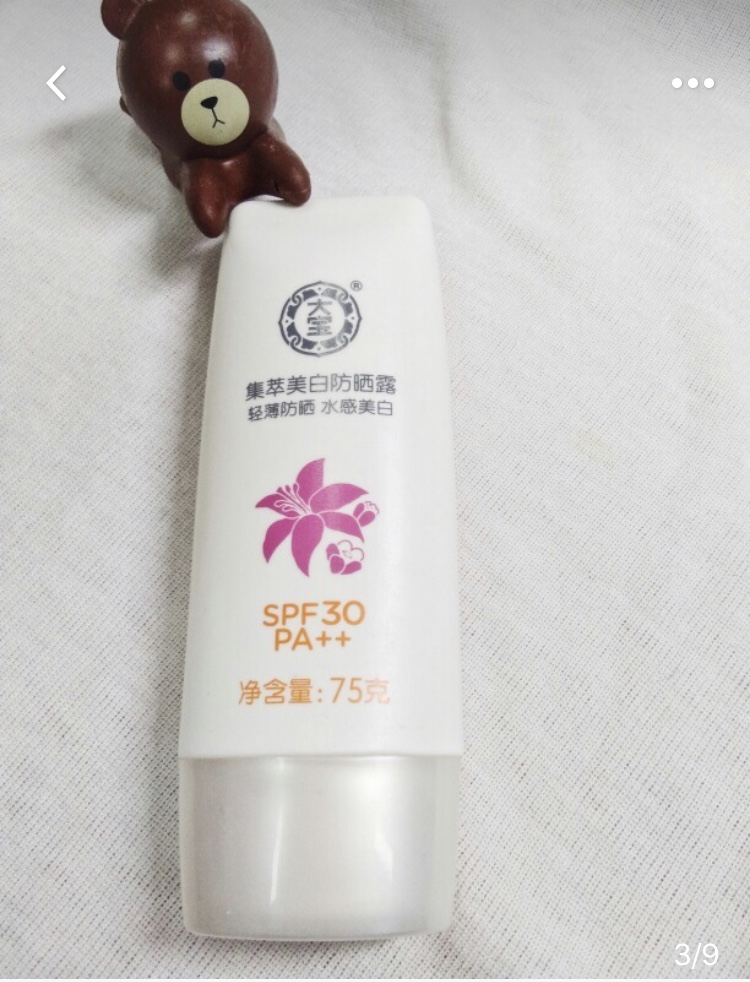 大宝
®
集萃美白防晒露
轻薄防晒 水感美白
SPF30
PA++
净含量：75克
3/9